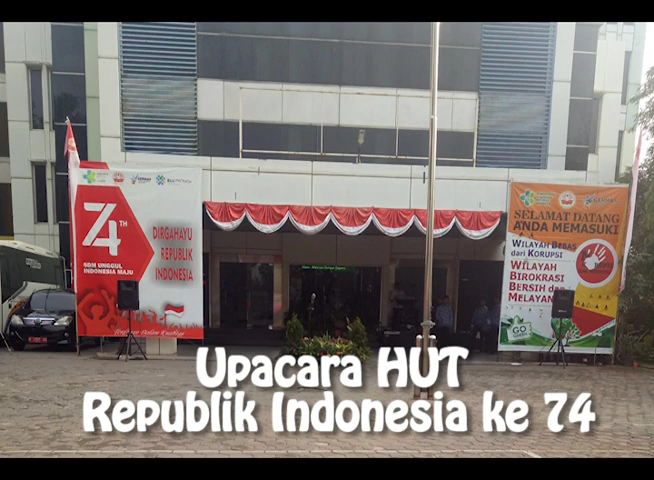 74TH
SDM UNGGUL
INDONESIA MAJU
DIRGAHAYU
REPUBLIK
INDONESIA
SELAMAT DATANG
ANDA MEMASUKI
WILAYAH BEBAS
dari KORUPSI
WILAYAH
BIROKRASI
BERSIH dan
MELAYANI
GO
Upacara HUT
Republik Indonesia ke 74